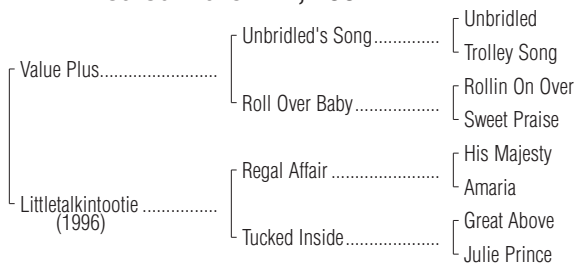 Unbridled
Unbridled's Song..............
Trolley Song
Value Plus.........................
Rollin On Over
Roll Over Baby..................
Sweet Praise
His Majesty
Regal Affair .......................
Amaria
Littletalkintootie ................
(1996)
Great Above
Tucked Inside....................
Julie Prince